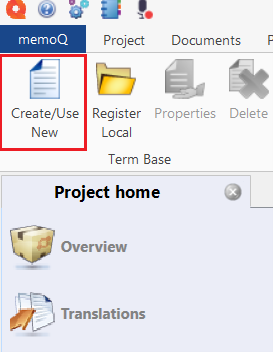 memoQ Project Documents P
Create/Use Register Properties Delete
New Local
Term Base
Project home
Overview
Translations